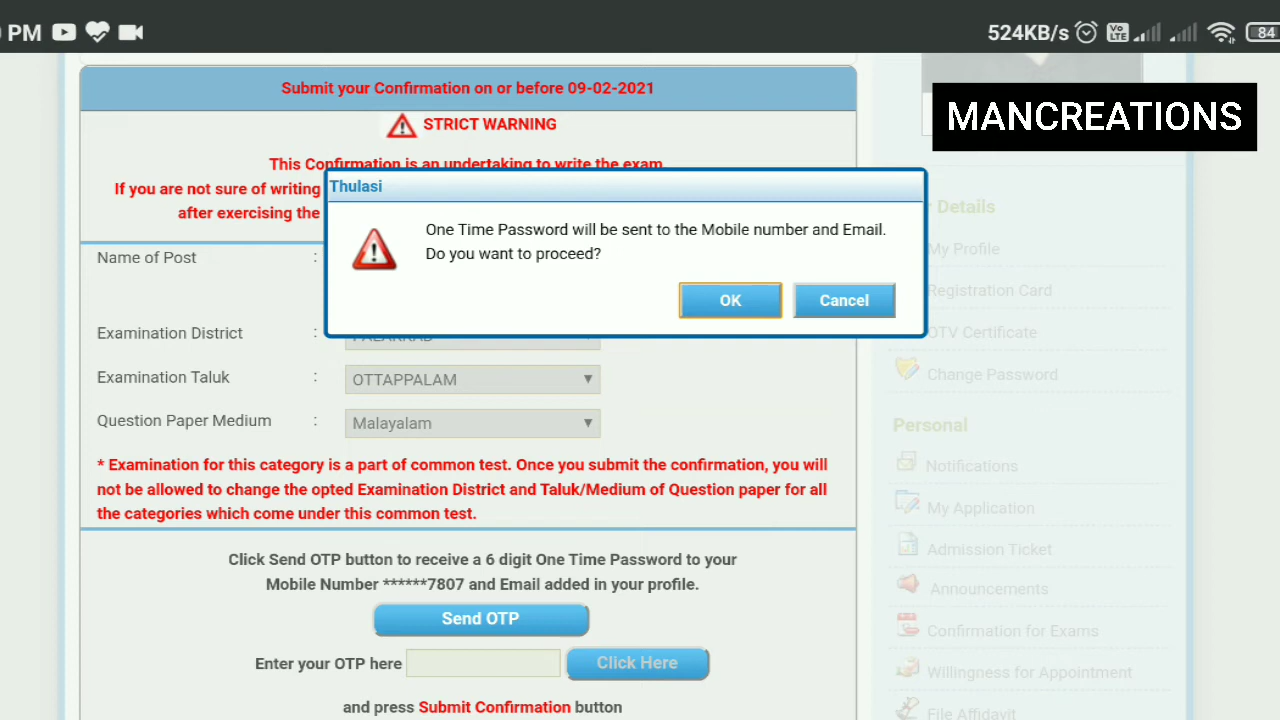 PM
524KB/s
Vo LTE
84
MANCREATIONS
Submit your Confirmation on or before 09-02-2021
STRICT WARNING
This Confirmation is an undertaking to write the exam.
If you are not sure of writing
after exercising the
Thulasi
One Time Password will be sent to the Mobile number and Email.
Do you want to proceed?
OK
Cancel
Name of Post :
Examination District :
Examination Taluk : OTTAPPALAM
Question Paper Medium : Malayalam
* Examination for this category is a part of common test. Once you submit the confirmation, you will
not be allowed to change the opted Examination District and Taluk/Medium of Question paper for all
the categories which come under this common test.
Click Send OTP button to receive a 6 digit One Time Password to your
Mobile Number ******7807 and Email added in your profile.
Send OTP
Enter your OTP here
Click Here
and press Submit Confirmation button
Details
My Profile
Registration Card
OTV Certificate
Change Password
Personal
Notifications
My Application
Admission Ticket
Announcements
Confirmation for Exams
Willingness for Appointment
File Affidavit